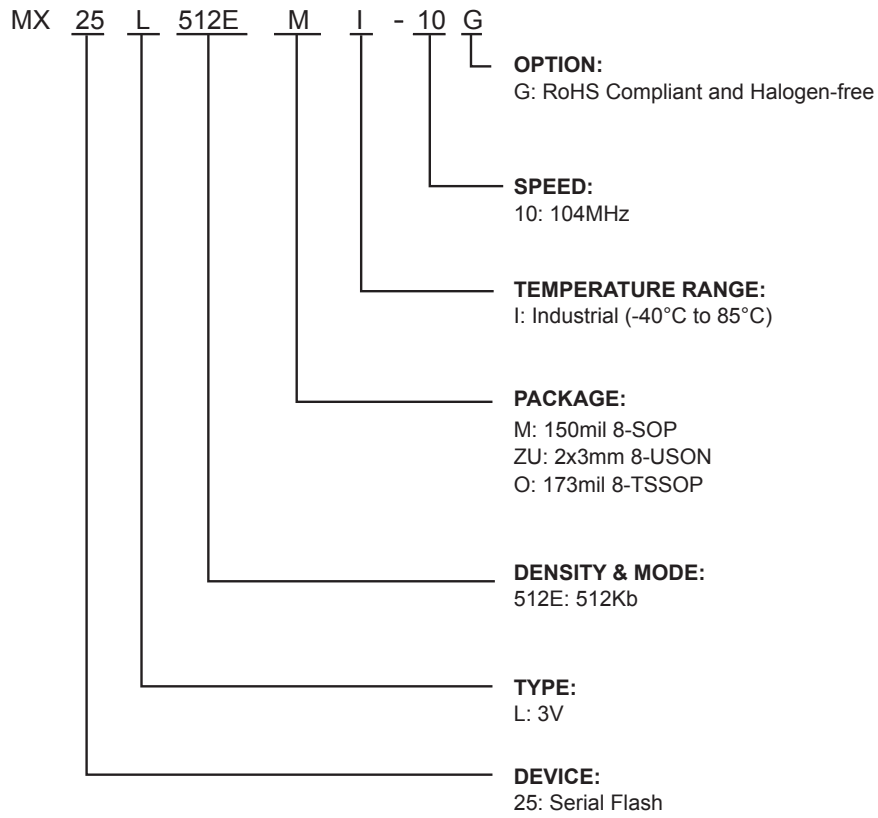 MX 25 L 512E M I - 10 G
OPTION:
G: RoHS Compliant and Halogen-free
SPEED:
10: 104MHz
TEMPERATURE RANGE:
I: Industrial (-40°C to 85°C)
PACKAGE:
M: 150mil 8-SOP
ZU: 2x3mm 8-USON
O: 173mil 8-TSSOP
DENSITY & MODE:
512E: 512Kb
TYPE:
L: 3V
DEVICE:
25: Serial Flash